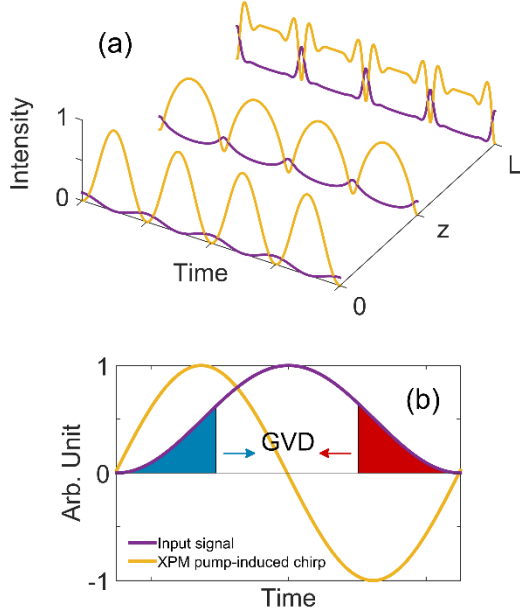 (a)
Intensity
1
0
Time
0
z
L
(b)
Arb. Unit
1
0
-1
GVD
Input signal
XPM pump-induced chirp
Time